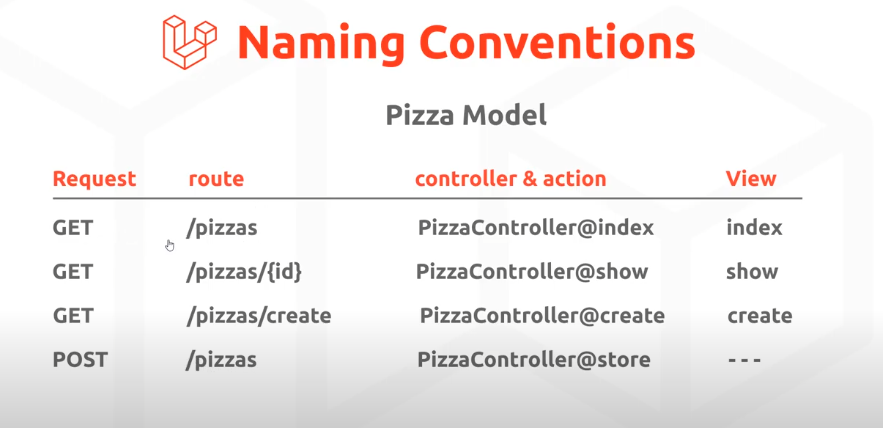 Naming Conventions
Pizza Model
Request route controller & action View
GET /pizzas PizzaController@index index
GET /pizzas/{id} PizzaController@show show
GET /pizzas/create PizzaController@create create
POST /pizzas PizzaController@store ---